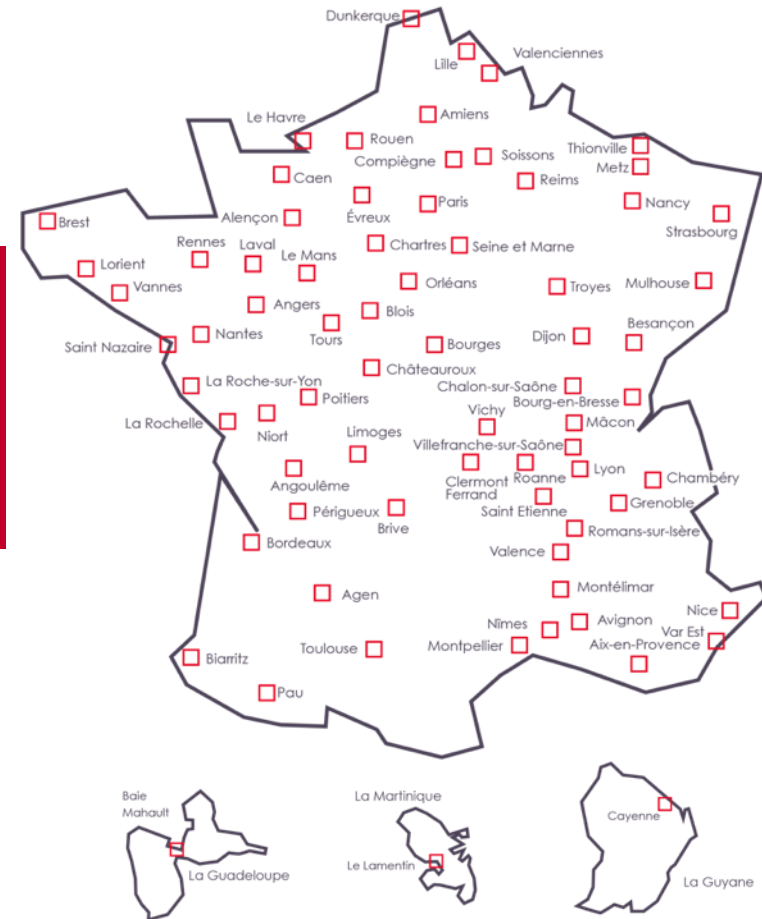 Dunkerque
Lille
Valenciennes
Amiens
Le Havre
Rouen
Compiègne
Soissons
Thionville
Metz
Reims
Caen
Évreux
Paris
Nancy
Strasbourg
Brest
Alençon
Rennes
Laval
Le Mans
Chartres
Seine et Marne
Lorient
Vannes
Orléans
Troyes
Mulhouse
Angers
Blois
Tours
Nantes
Saint Nazaire
Bourges
Dijon
Besançon
Châteauroux
La Roche-sur-Yon
Poitiers
Chalon-sur-Saône
Bourg-en-Bresse
La Rochelle
Niort
Vichy
Mâcon
Limoges
Villefranche-sur-Saône
Angoulême
Clermont
Ferrand
Roanne
Lyon
Chambéry
Saint Etienne
Grenoble
Périgueux
Brive
Romans-sur-Isère
Bordeaux
Valence
Agen
Montélimar
Nice
Nîmes
Avignon
Var Est
Toulouse
Montpellier
Aix-en-Provence
Biarritz
Pau
Baie
Mahault
La Guadeloupe
La Martinique
Le Lamentin
Cayenne
La Guyane